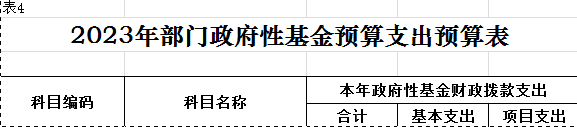 表4
2023年部门政府性基金预算支出预算表
科目编码 科目名称 本年政府性基金财政拨款支出
合计 基本支出 项目支出